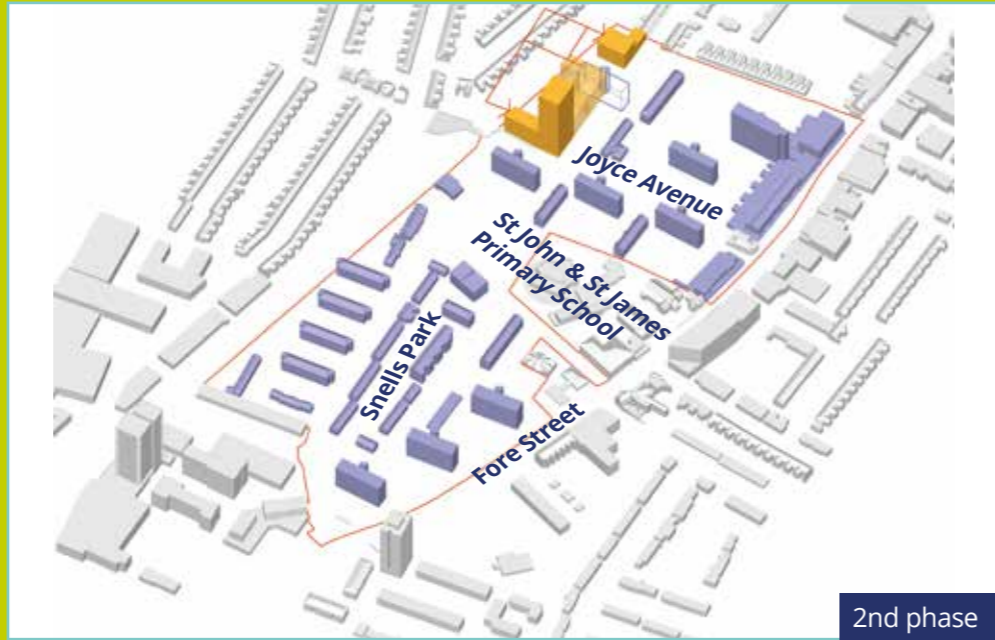 Joyce Avenue
St John & St James
Primary School
Snells Park
Fore Street
2nd phase